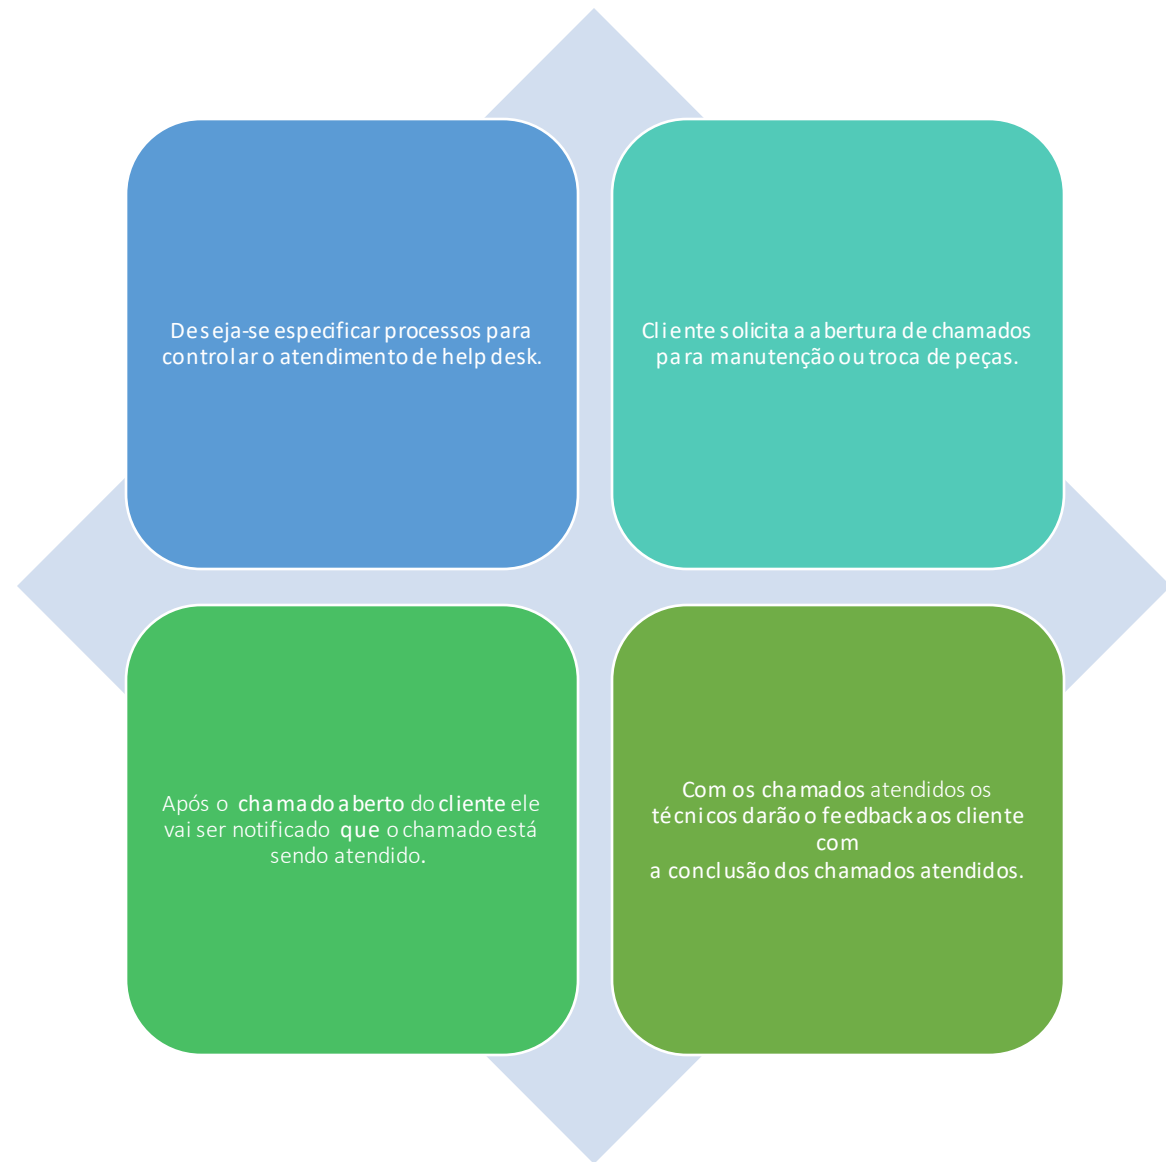 Deseja-se especificar processos para
controlar o atendimento de help desk.
Cliente solicita a abertura de chamados
para manutenção ou troca de peças.
Após o chamado aberto do cliente ele
vai ser notificado que o chamado está
sendo atendido.
Com os chamados atendidos os
técnicos darão o feedback aos cliente
com
a conclusão dos chamados atendidos.